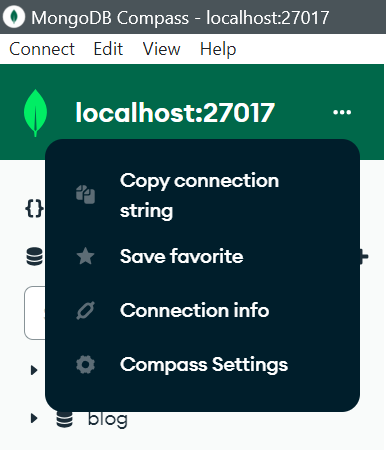 MongoDB Compass - localhost:27017
Connect Edit View Help
localhost:27017
Copy connection
string
{}
Save favorite
Connection info
Compass Settings
blog